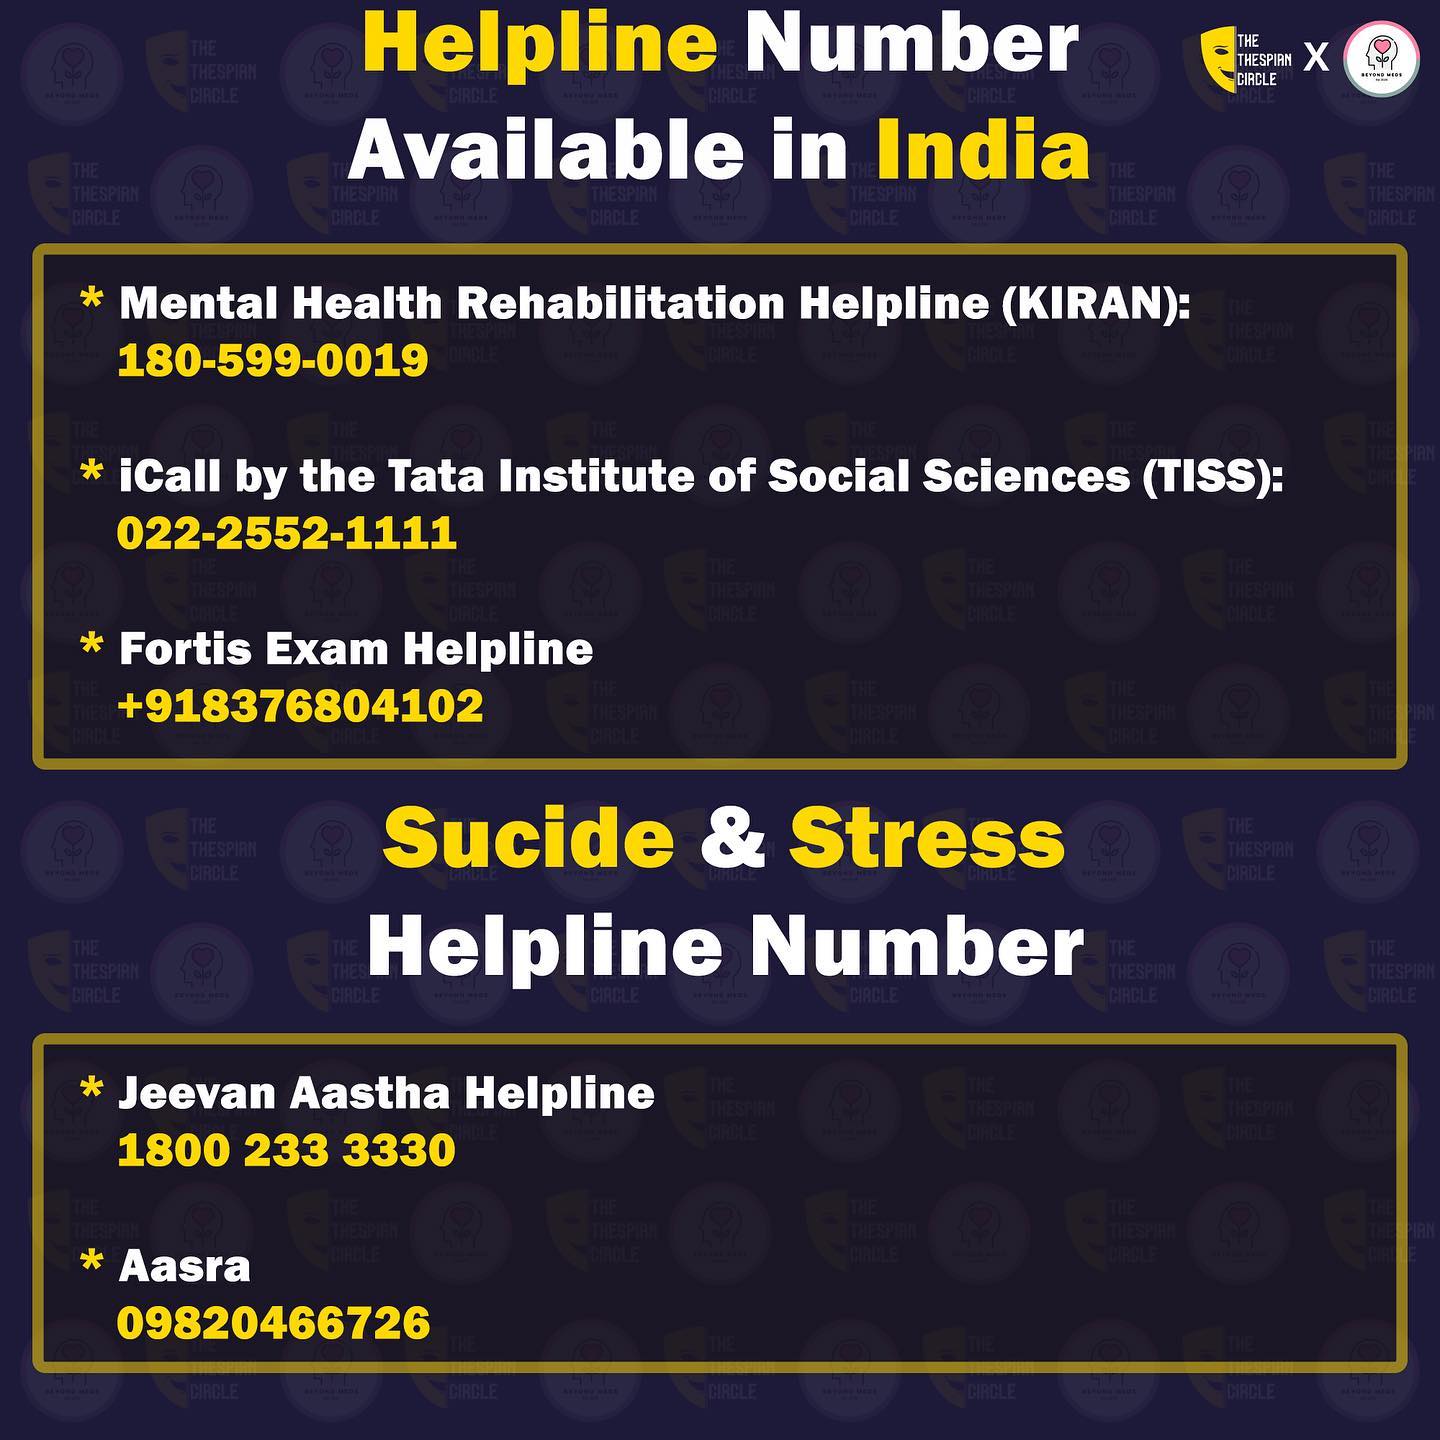 Helpline Number
Available in India
THE
THESPIAN
CIRCLE
X
BEYOND MEDS
* Mental Health Rehabilitation Helpline (KIRAN):
180-599-0019
* iCall by the Tata Institute of Social Sciences (TISS):
022-2552-1111
* Fortis Exam Helpline
+918376804102
Sucide & Stress
Helpline Number
* Jeevan Aastha Helpline
1800 233 3330
* Aasra
09820466726